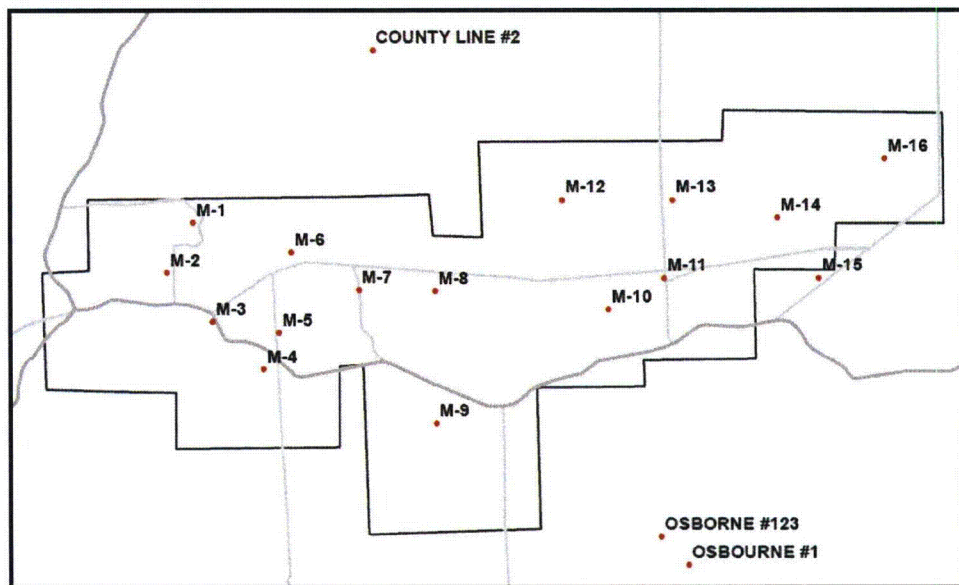 COUNTY LINE #2
M-16
M-12
M-13
M-14
M-1
M-6
M-2
M-7
M-8
M-11
M-15
M-10
M-3
M-5
M-4
M-9
OSBORNE #123
OSBOURNE #1